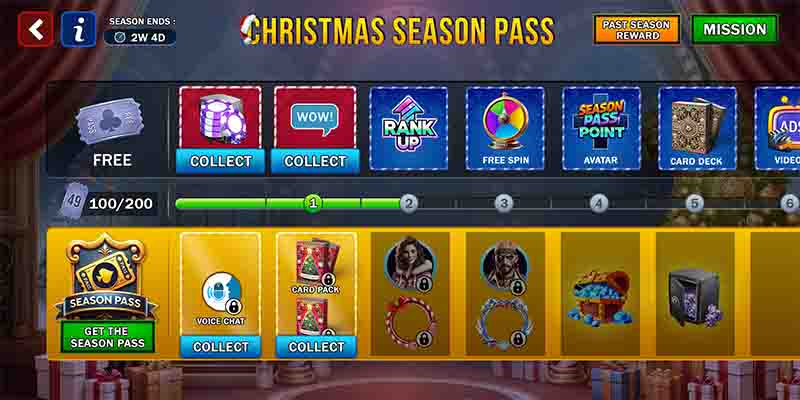 SEASON ENDS :
2W 4D
CHRISTMAS SEASON PASS
PAST SEASON
REWARD
MISSION
FREE
COLLECT
WOW!
COLLECT
RANK
UP
FREE SPIN
SEASON
PASS
POINT
AVATAR
CARD DECK
VIDEO
49
100/200
1
2
3
4
5
6
SEASON PASS
GET THE
SEASON PASS
VOICE CHAT
COLLECT
CARD PACK
COLLECT